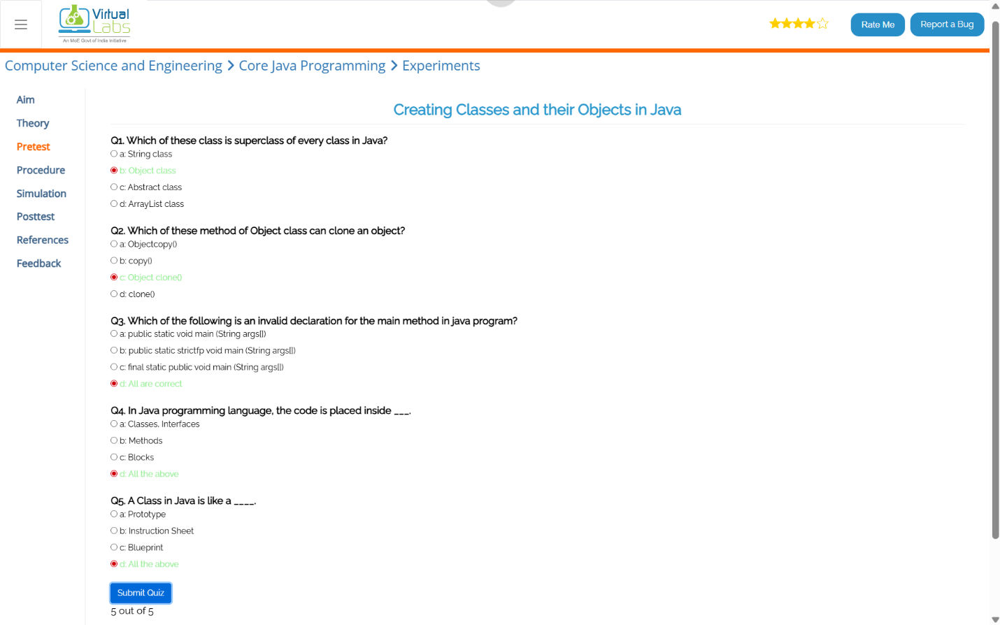 Virtual
Labs
An MoE Govt of India Initiative
Rate Me
Report a Bug
Computer Science and Engineering > Core Java Programming > Experiments
Aim
Theory
Pretest
Procedure
Simulation
Posttest
References
Feedback
Creating Classes and their Objects in Java
Q1. Which of these class is superclass of every class in Java?
a: String class
b: Object class
c: Abstract class
d: ArrayList class
Q2. Which of these method of Object class can clone an object?
a: Objectcopy()
b: copy()
c: Object clone()
d: clone()
Q3. Which of the following is an invalid declaration for the main method in java program?
a: public static void main (String args[])
b: public static strictfp void main (String args[])
c: final static public void main (String args[])
d: All are correct
Q4. In Java programming language, the code is placed inside ___.
a: Classes, Interfaces
b: Methods
c: Blocks
d: All the above
Q5. A Class in Java is like a ____.
a: Prototype
b: Instruction Sheet
c: Blueprint
d: All the above
Submit Quiz
5 out of 5